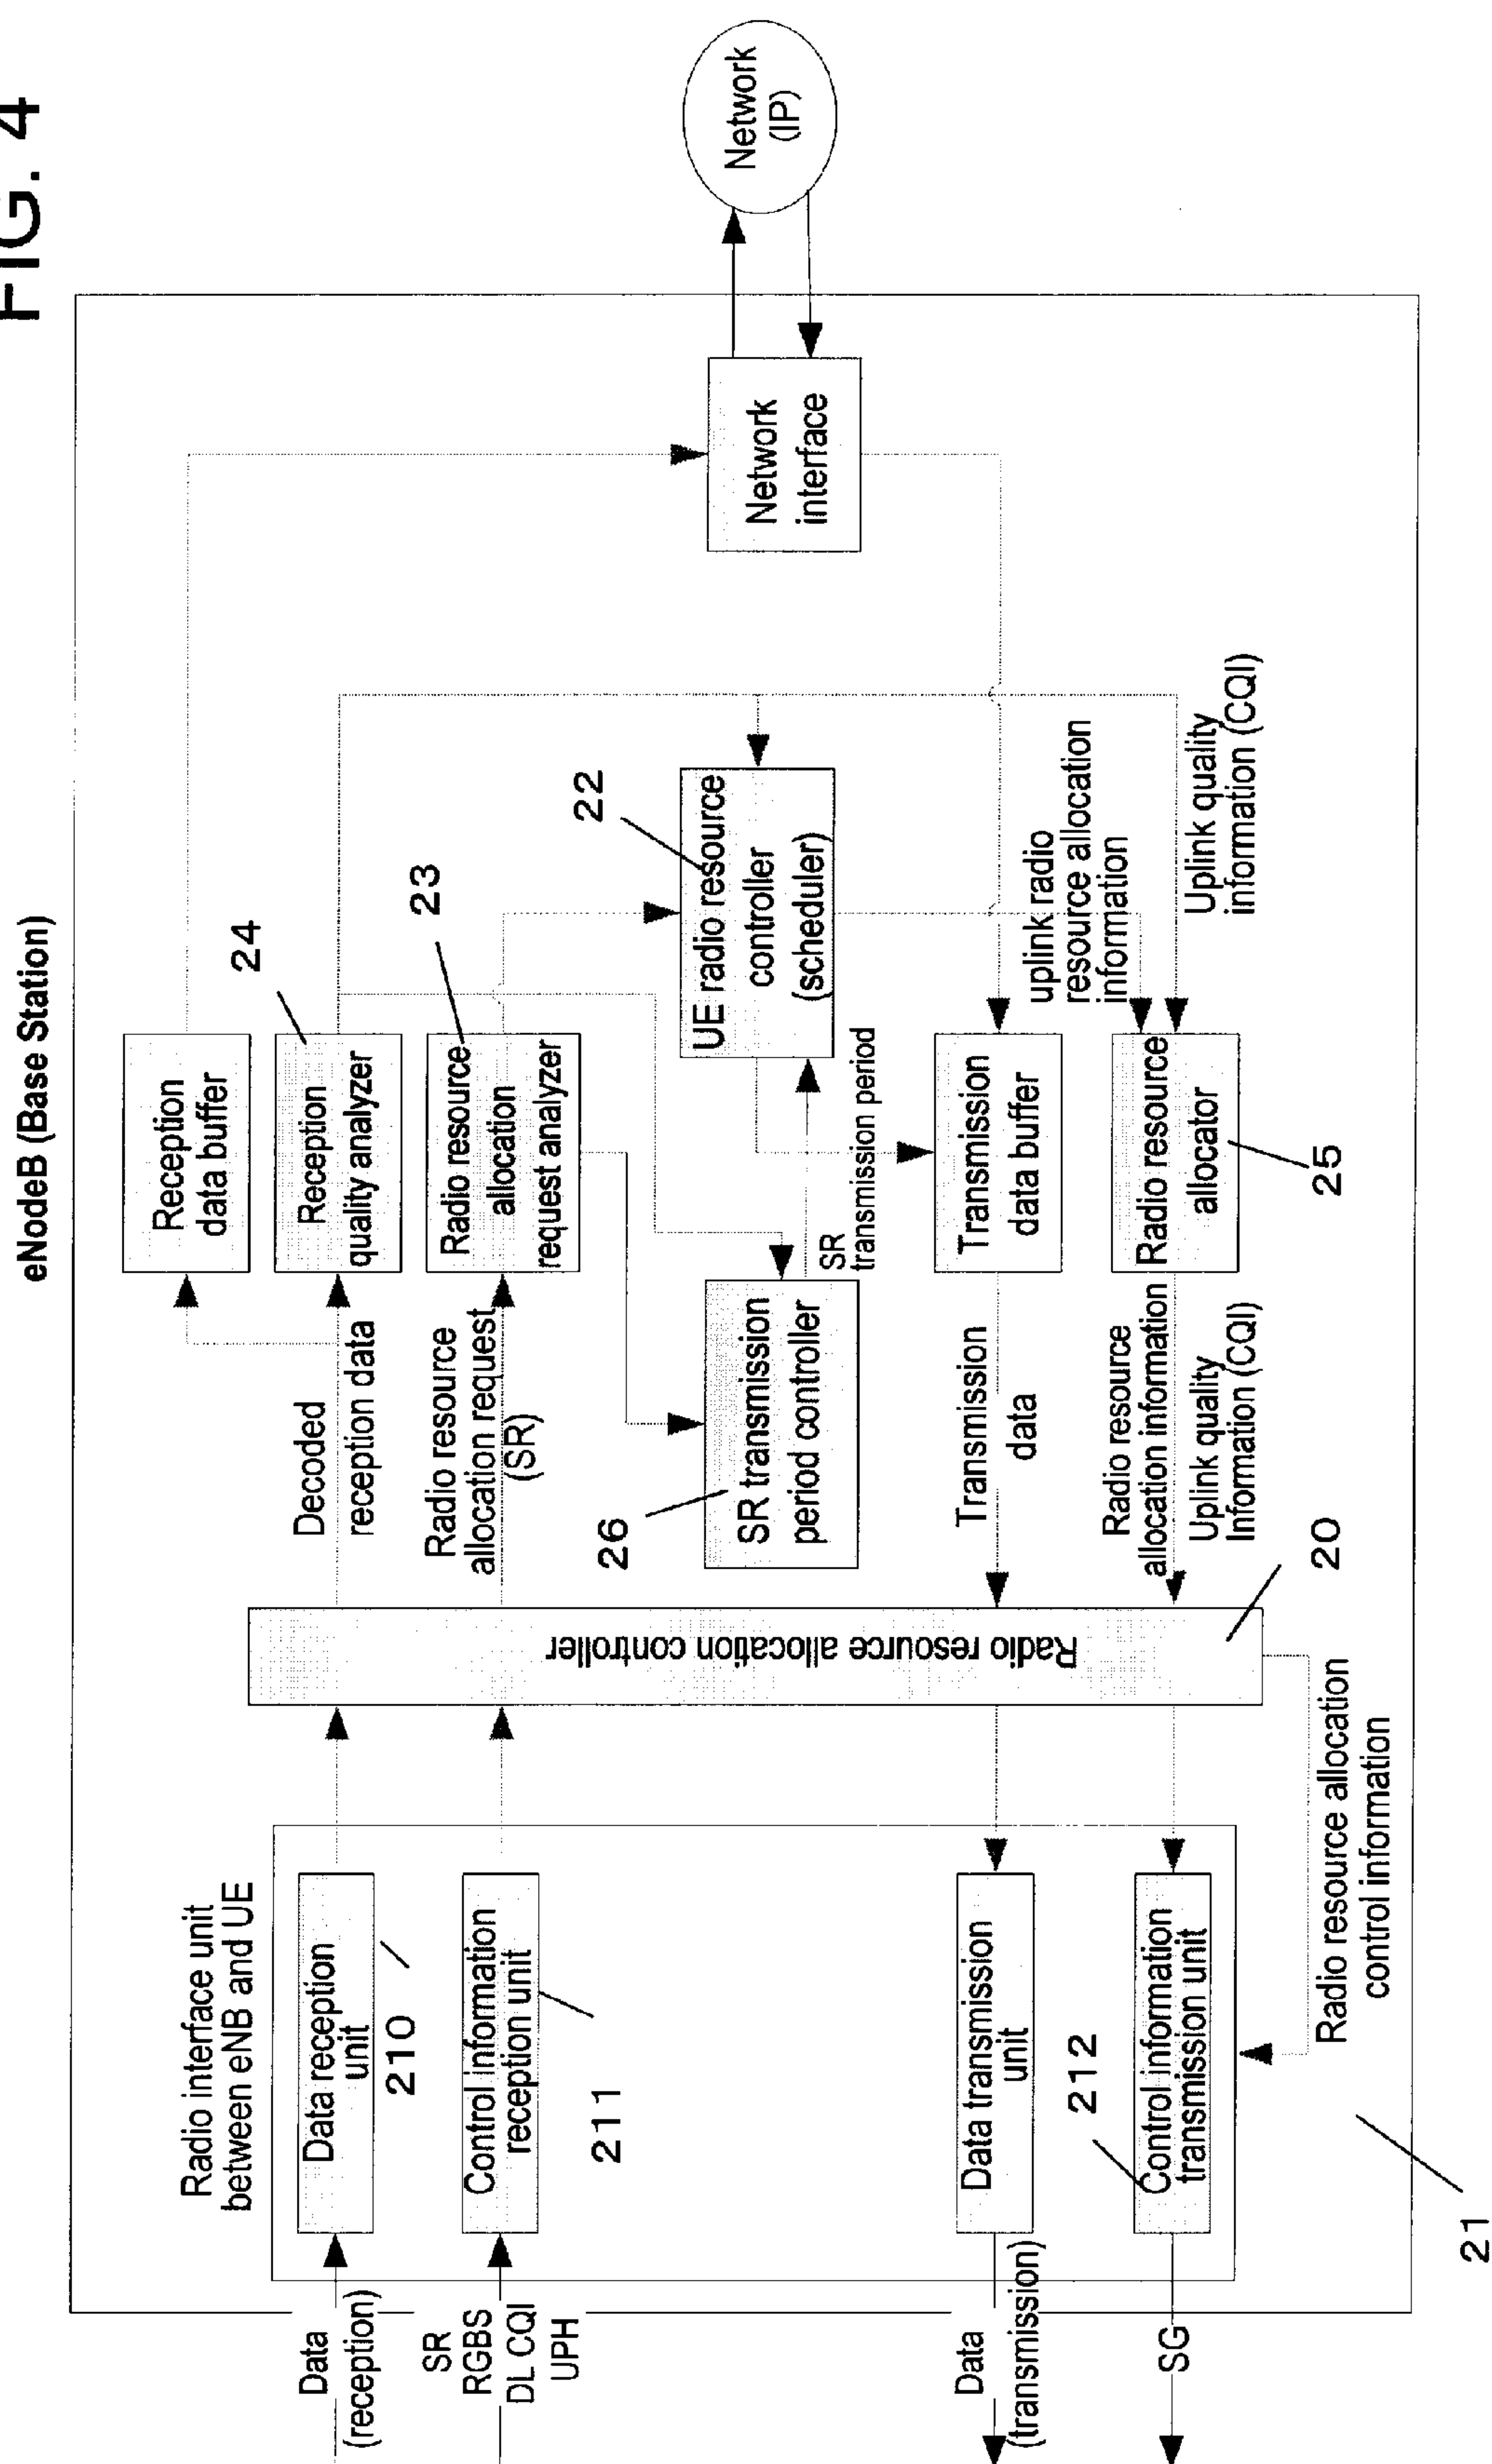 FIG. 4
eNodeB (Base Station)
Radio interface unit
between eNB and UE
Data
(reception)
SR
RGBS
DL CQI
UPH
Data
(transmission)
SG
Data reception
unit
210
Control information
reception unit
211
Data transmission
unit
212
Control information
transmission unit
21
Radio resource allocation
control information
Radio resource allocation controller
20
Decoded
reception data
Radio resource
allocation request
(SR)
26
SR transmission
period controller
Transmission
data
Radio resource
allocation information
Uplink quality
Information (CQI)
Reception
data buffer
24
Reception
quality analyzer
23
Radio resource
allocation
request analyzer
SR
transmission period
22
UE radio resource
controller
(scheduler)
Transmission
data buffer
Radio resource
allocator
25
uplink radio
resource allocation
information
Uplink quality
information (CQI)
Network
interface
Network
(IP)